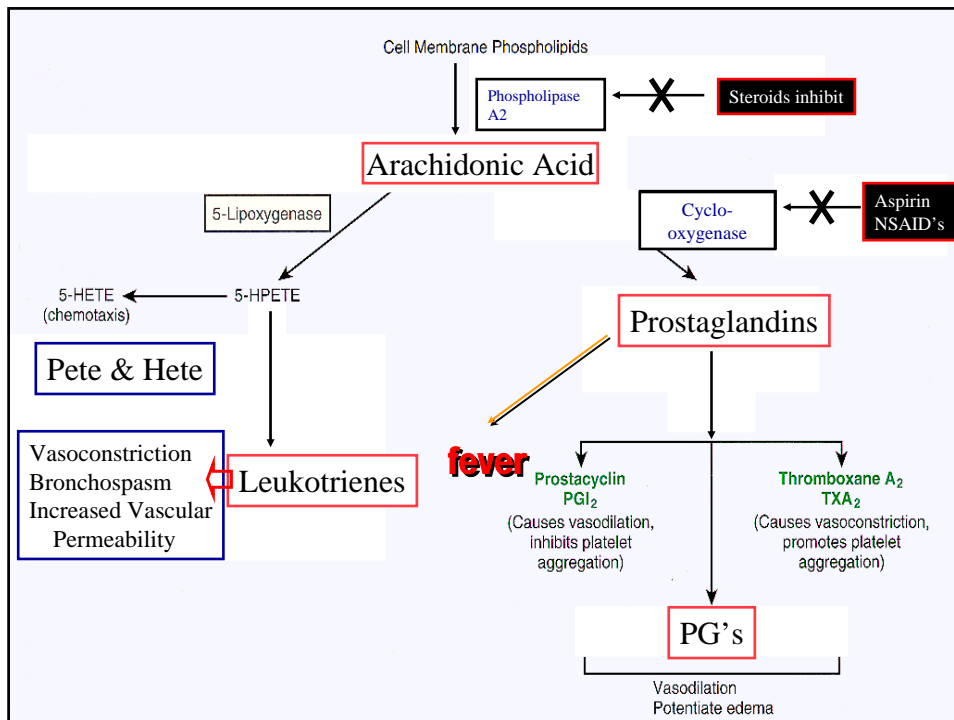 Cell Membrane Phospholipids
Phospholipase
A2
Steroids inhibit
Arachidonic Acid
5-Lipoxygenase
Cyclo-
oxygenase
Aspirin
NSAID's
5-HETE
(chemotaxis)
5-HPETE
Prostaglandins
Pete & Hete
Vasoconstriction
Bronchospasm
Increased Vascular
Permeability
Leukotrienes
fever
Prostacyclin
PGI₂
(Causes vasodilation,
inhibits platelet
aggregation)
Thromboxane A₂
TXA₂
(Causes vasoconstriction,
promotes platelet
aggregation)
PG's
Vasodilation
Potentiate edema